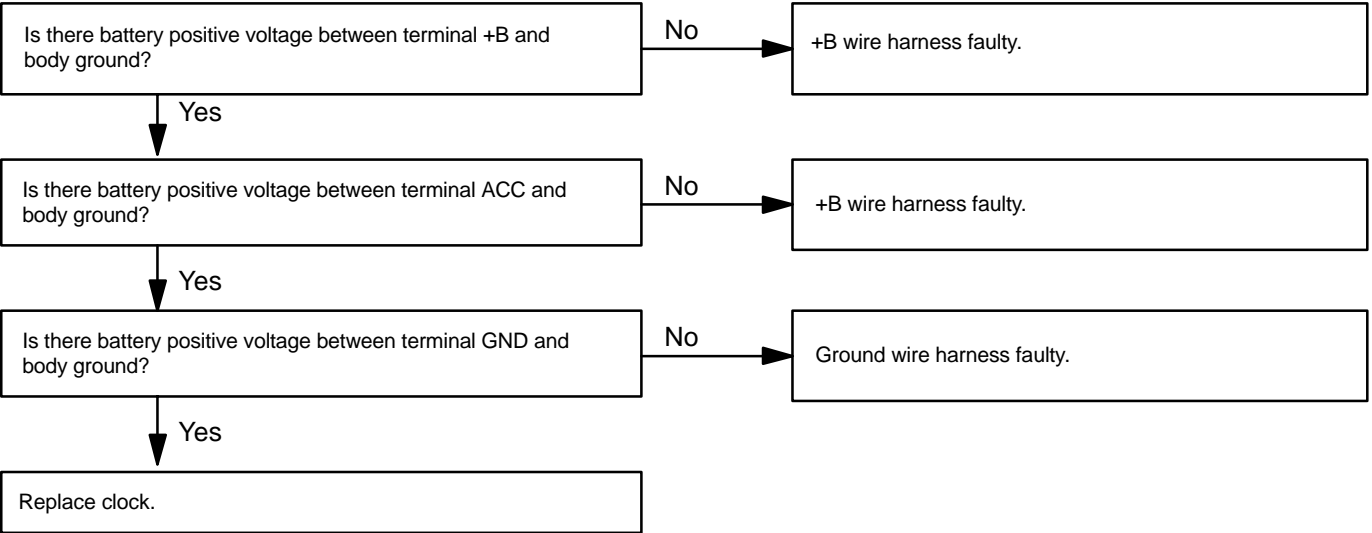 Is there battery positive voltage between terminal +B and
body ground?
No
+B wire harness faulty.
Yes
Is there battery positive voltage between terminal ACC and
body ground?
No
+B wire harness faulty.
Yes
Is there battery positive voltage between terminal GND and
body ground?
No
Ground wire harness faulty.
Yes
Replace clock.